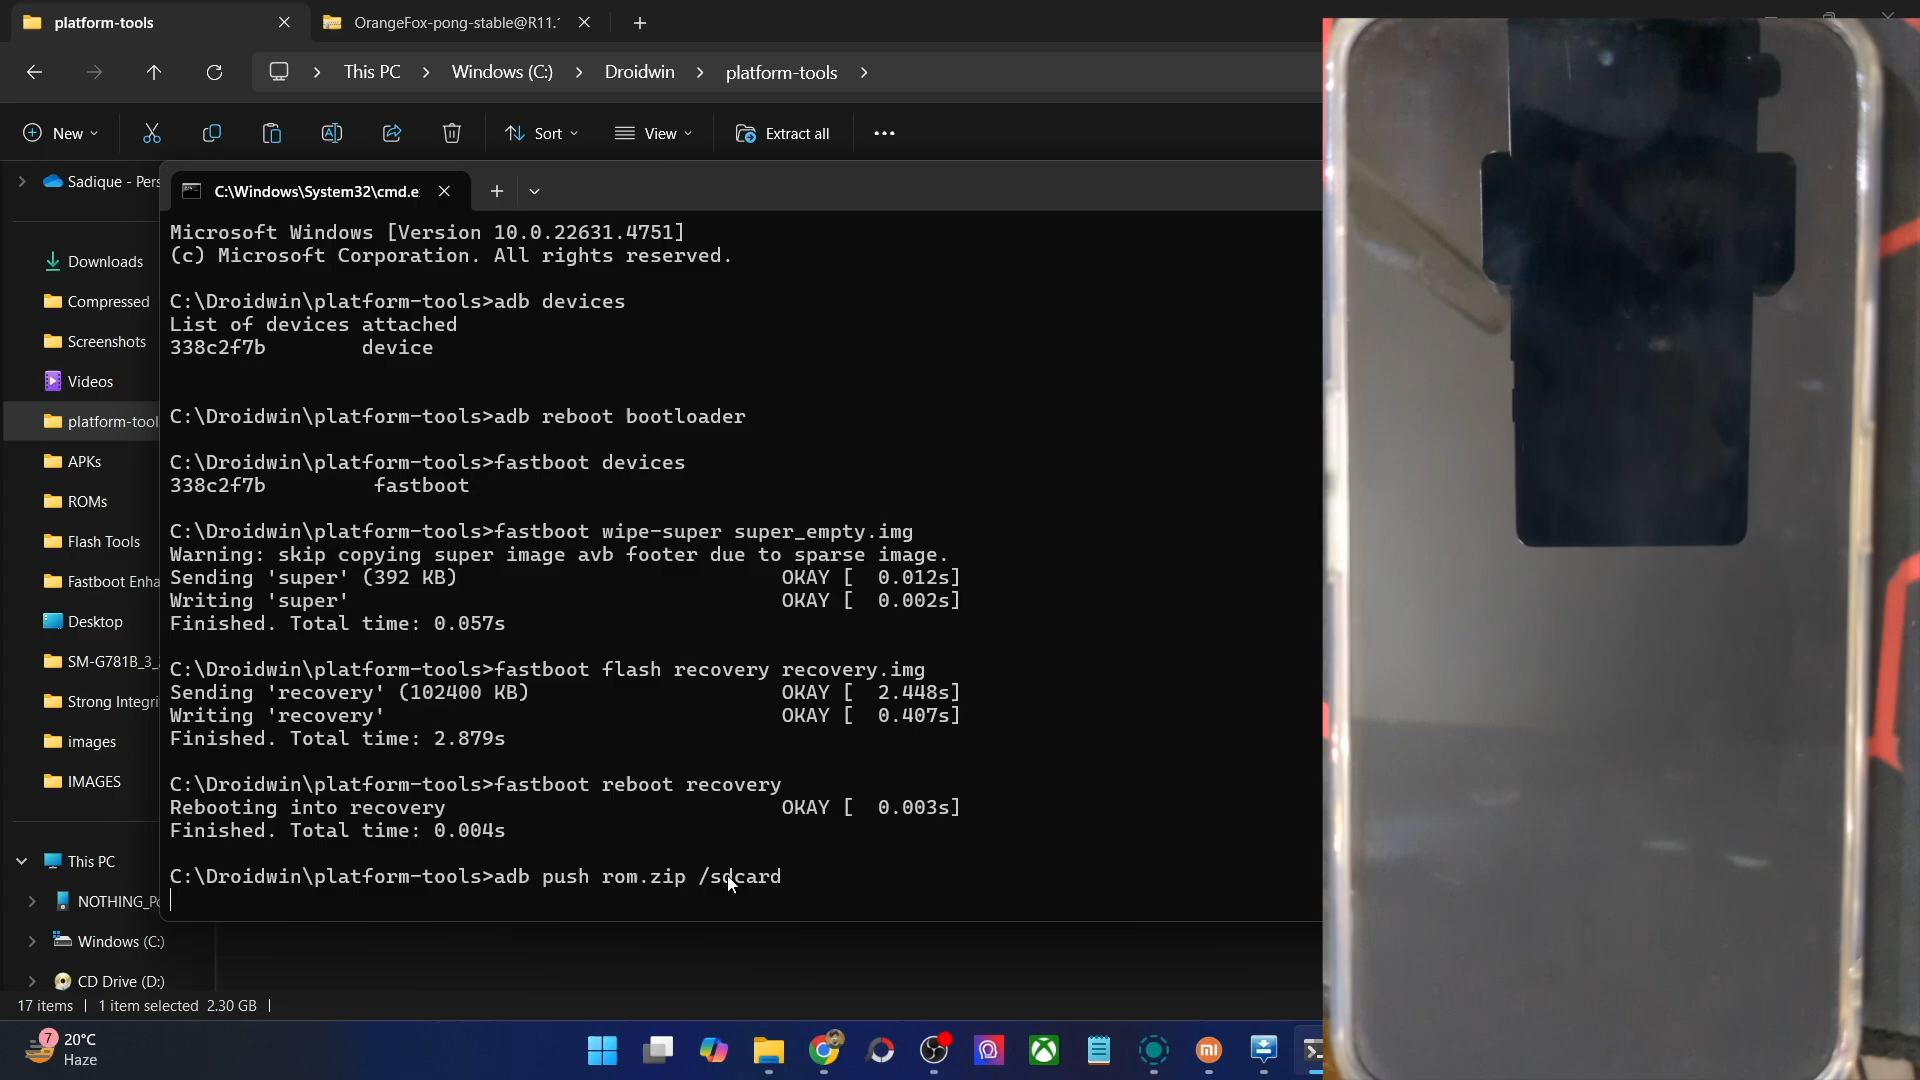 platform-tools
OrangeFox-pong-stable@R11.
This PC > Windows (C:) > Droidwin > platform-tools >
New
Sort
View
Extract all
Sadique - Pers
C:\Windows\System32\cmd.e
Downloads
Compressed
Screenshots
Videos
platform-tool
APKs
ROMs
Flash Tools
Fastboot Enha
Desktop
SM-G781B_3_
Strong Integri
images
IMAGES
This PC
NOTHING_Po
Windows (C:)
CD Drive (D:)
Microsoft Windows [Version 10.0.22631.4751]
(c) Microsoft Corporation. All rights reserved.
C:\Droidwin\platform-tools>adb devices
List of devices attached
338c2f7b        device
C:\Droidwin\platform-tools>adb reboot bootloader
C:\Droidwin\platform-tools>fastboot devices
338c2f7b         fastboot
C:\Droidwin\platform-tools>fastboot wipe-super super_empty.img
Warning: skip copying super image avb footer due to sparse image.
Sending 'super' (392 KB)                           OKAY [  0.012s]
Writing 'super'                                    OKAY [  0.002s]
Finished. Total time: 0.057s
C:\Droidwin\platform-tools>fastboot flash recovery recovery.img
Sending 'recovery' (102400 KB)                     OKAY [  2.448s]
Writing 'recovery'                                 OKAY [  0.407s]
Finished. Total time: 2.879s
C:\Droidwin\platform-tools>fastboot reboot recovery
Rebooting into recovery                            OKAY [  0.003s]
Finished. Total time: 0.004s
C:\Droidwin\platform-tools>adb push rom.zip /sdcard
17 items | 1 item selected 2.30 GB |
7
20°C
Haze
mi